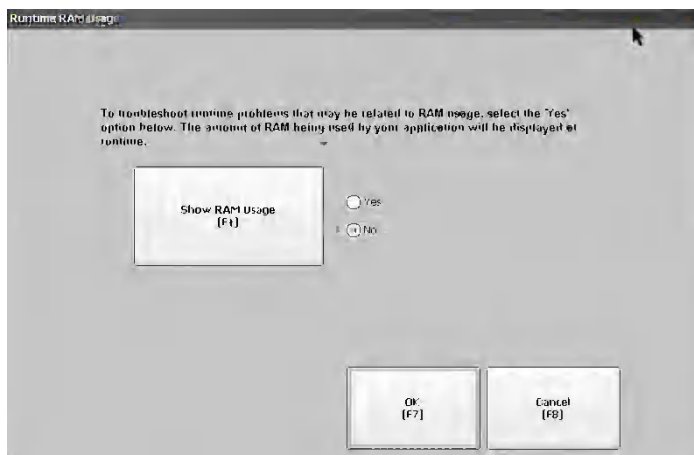 Runtime RAM Usage
To troubleshoot runtime problems that may be related to RAM usage, select the 'Yes'
option below. The amount of RAM being used by your application will be displayed at
runtime.
Show RAM Usage
[F1]
Yes
No
OK
[F7]
Cancel
[F8]